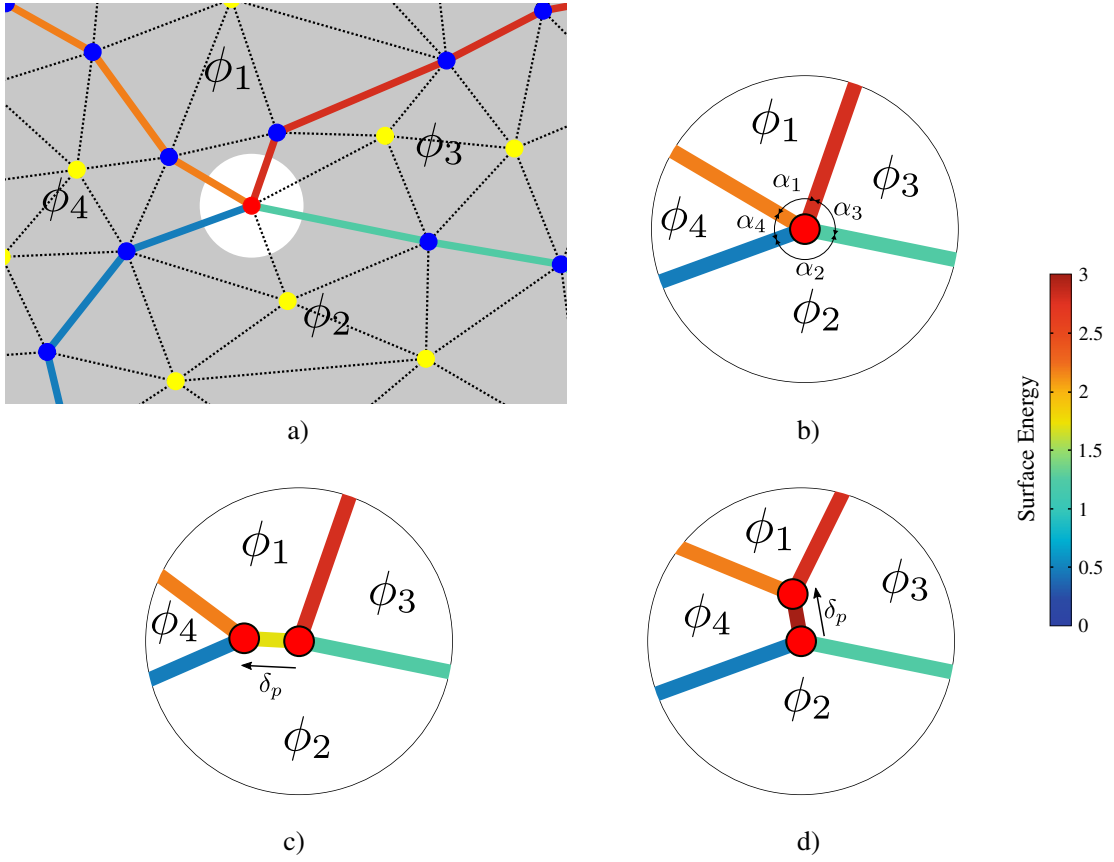 ϕ₁
ϕ₃
ϕ₄
ϕ₂
a)
ϕ₁
ϕ₃
ϕ₄
ϕ₂
α₁
α₃
α₄
α₂
b)
Surface Energy
3
2.5
2
1.5
1
0.5
0
ϕ₁
ϕ₃
ϕ₄
δₚ
ϕ₂
c)
ϕ₁
ϕ₃
δₚ
ϕ₄
ϕ₂
d)